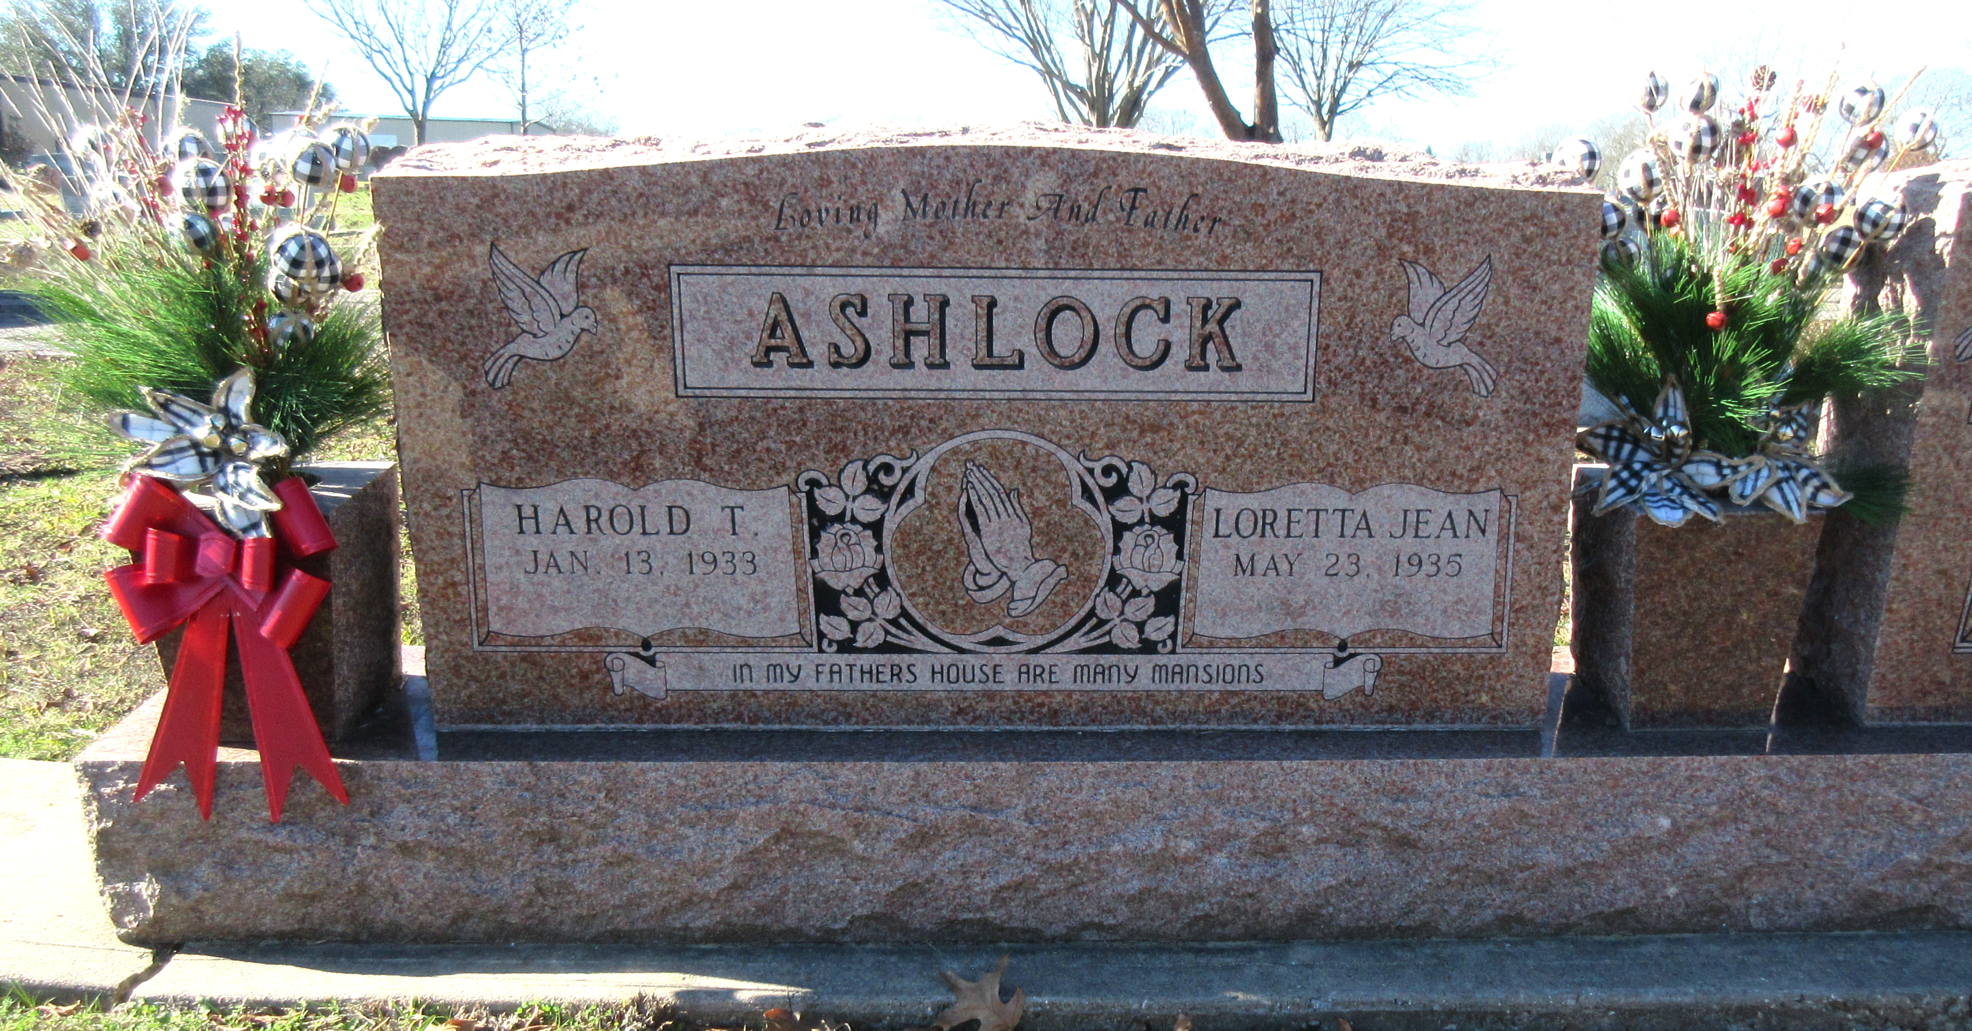 Loving Mother And Father
ASHLOCK
HAROLD T.
JAN. 13, 1933
LORETTA JEAN
MAY 23, 1935
IN MY FATHERS HOUSE ARE MANY MANSIONS